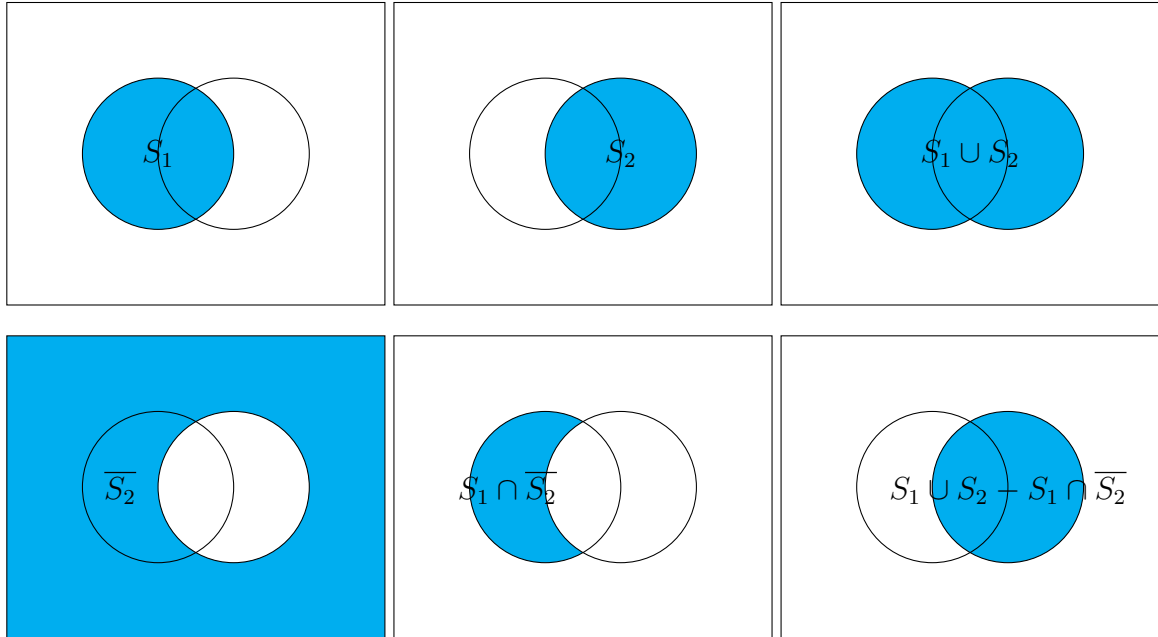 S₁
S₂
S₁ ∪ S₂
S̅₂̅
S₁ ∩ S̅₂̅
S₁ ∪ S₂ − S₁ ∩ S̅₂̅